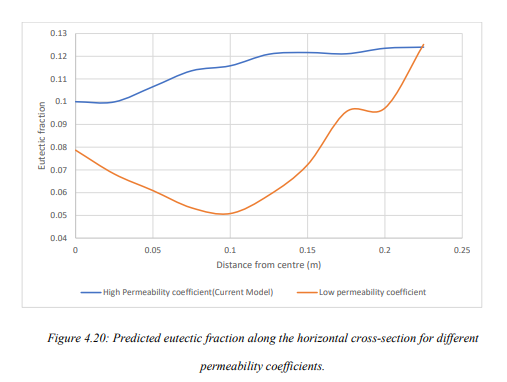 0.13
0.12
0.11
0.1
0.09
0.08
0.07
0.06
0.05
0.04
Eutectic fraction
0 0.05 0.1 0.15 0.2 0.25
Distance from centre (m)
High Permeability coefficient(Current Model) Low permeability coefficient
Figure 4.20: Predicted eutectic fraction along the horizontal cross-section for different
permeability coefficients.